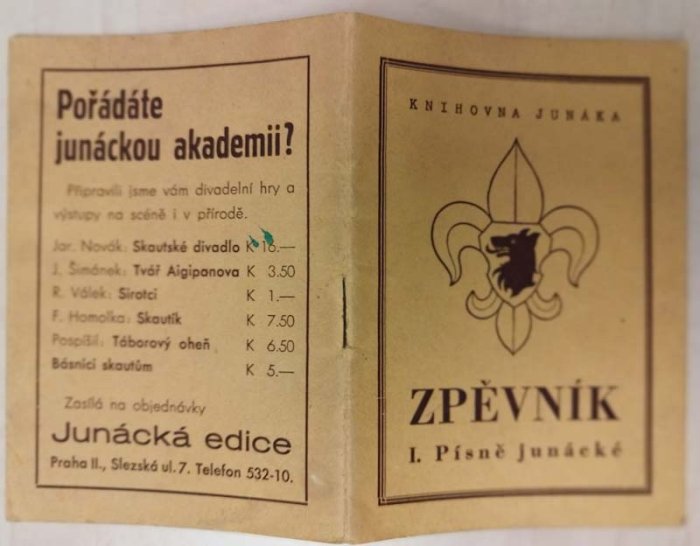 Pořádáte
junáckou akademii?
Připravili jsme vám divadelní hry a
výstupy na scéně i v přírodě.
Jar. Novák: Skautské divadlo K 16.—
J. Šimánek: Tvář Aigipanova K 3.50
R. Válek: Sirotci K 1.—
F. Homolka: Skautík K 7.50
Pospíšil: Táborový oheň K 6.50
Básníci skautům K 5.—
Zasílá na objednávky
Junácká edice
Praha II., Slezská ul. 7. Telefon 532-10.
KNIHOVNA JUNÁKA
ZPĚVNÍK
I. Písně junácké